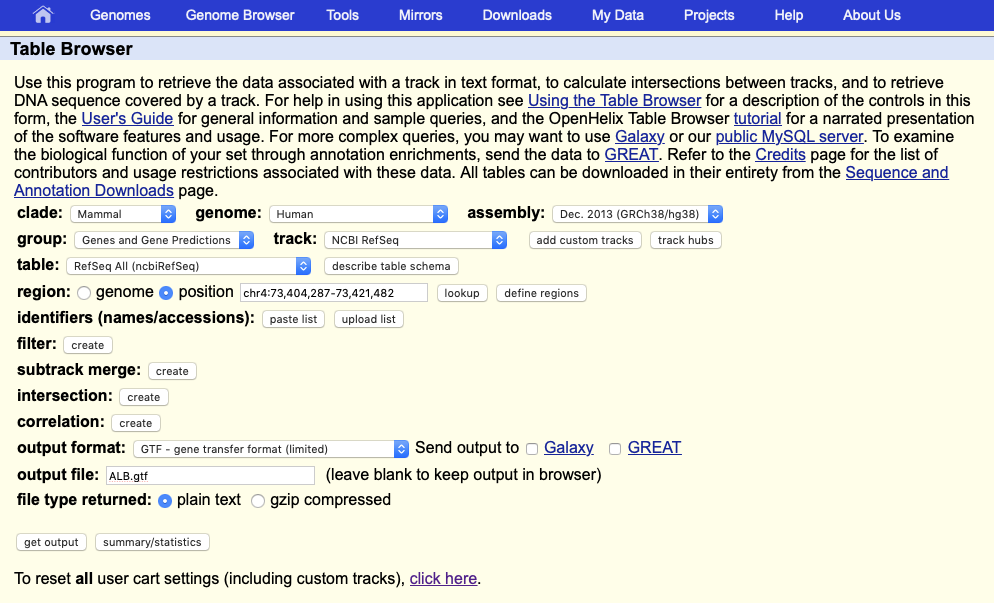 Genomes Genome Browser Tools Mirrors Downloads My Data Projects Help About Us
Table Browser
Use this program to retrieve the data associated with a track in text format, to calculate intersections between tracks, and to retrieve
DNA sequence covered by a track. For help in using this application see Using the Table Browser for a description of the controls in this
form, the User's Guide for general information and sample queries, and the OpenHelix Table Browser tutorial for a narrated presentation
of the software features and usage. For more complex queries, you may want to use Galaxy or our public MySQL server. To examine
the biological function of your set through annotation enrichments, send the data to GREAT. Refer to the Credits page for the list of
contributors and usage restrictions associated with these data. All tables can be downloaded in their entirety from the Sequence and
Annotation Downloads page.
clade: Mammal genome: Human assembly: Dec. 2013 (GRCh38/hg38)
group: Genes and Gene Predictions track: NCBI RefSeq add custom tracks track hubs
table: RefSeq All (ncbiRefSeq) describe table schema
region: genome position chr4:73,404,287-73,421,482 lookup define regions
identifiers (names/accessions): paste list upload list
filter: create
subtrack merge: create
intersection: create
correlation: create
output format: GTF - gene transfer format (limited) Send output to Galaxy GREAT
output file: ALB.gtf (leave blank to keep output in browser)
file type returned: plain text gzip compressed
get output summary/statistics
To reset all user cart settings (including custom tracks), click here.